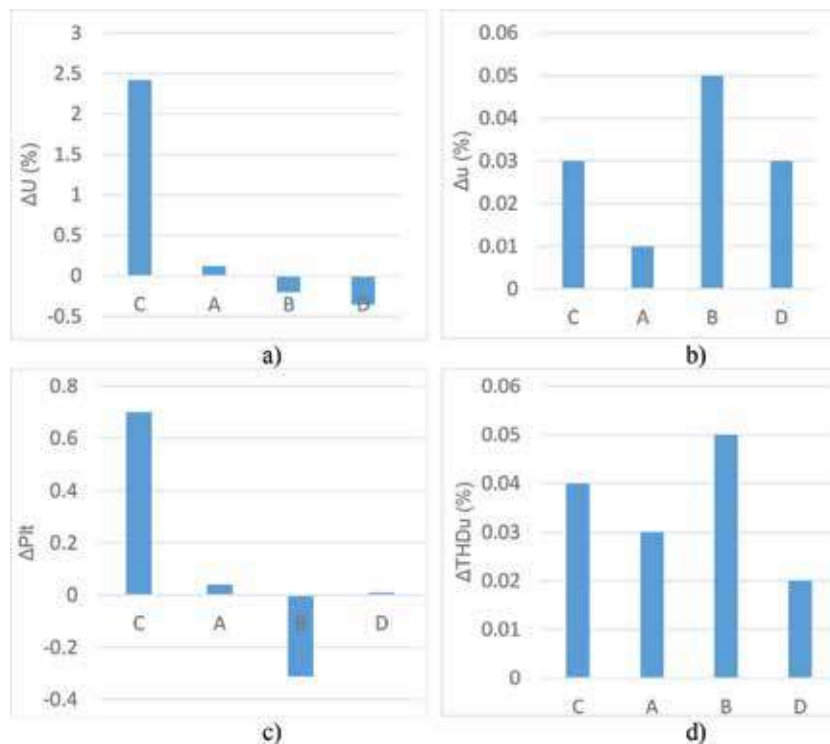 3
2.5
2
1.5
1
0.5
0
-0.5
ΔU (%)
C A B D
a)
0.06
0.05
0.04
0.03
0.02
0.01
0
Δu (%)
C A B D
b)
0.8
0.6
0.4
0.2
0
-0.2
-0.4
ΔPlt
C A B D
c)
0.06
0.05
0.04
0.03
0.02
0.01
0
ΔTHDu (%)
C A B D
d)